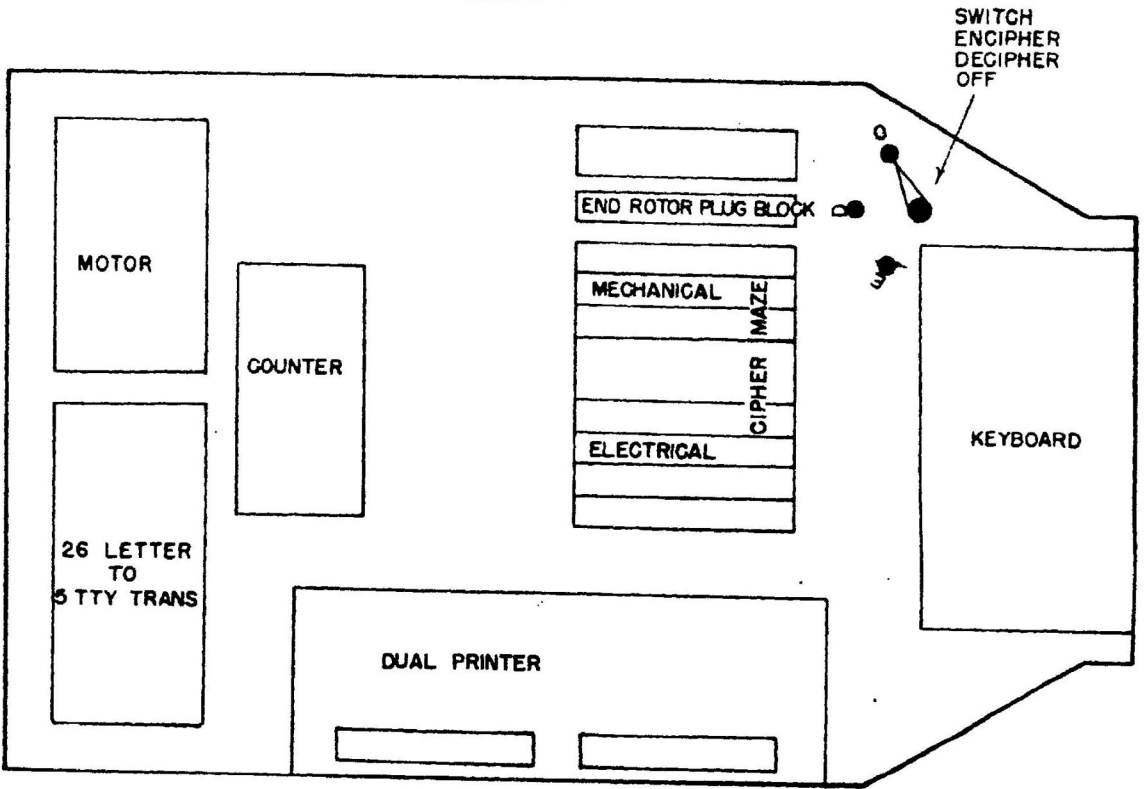 SWITCH
ENCIPHER
DECIPHER
OFF
O
END ROTOR PLUG BLOCK
D
MOTOR
E
MECHANICAL
CIPHER MAZE
COUNTER
ELECTRICAL
KEYBOARD
26 LETTER
TO
5 TTY TRANS
DUAL PRINTER